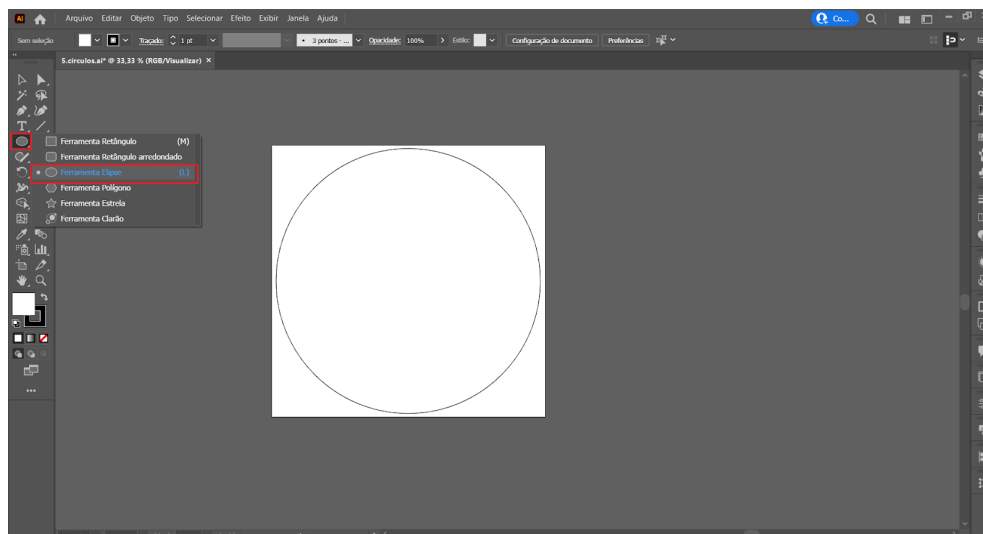 Ai Arquivo Editar Objeto Tipo Selecionar Efeito Exibir Janela Ajuda Co...
Sem seleção Traçado: 1 pt 3 pontos - ... Opacidade: 100% Estilo: Configuração de documento Preferências
5.circulos.ai* @ 33,33 % (RGB/Visualizar) ×
Ferramenta Retângulo (M)
Ferramenta Retângulo arredondado
Ferramenta Elipse (L)
Ferramenta Polígono
Ferramenta Estrela
Ferramenta Clarão